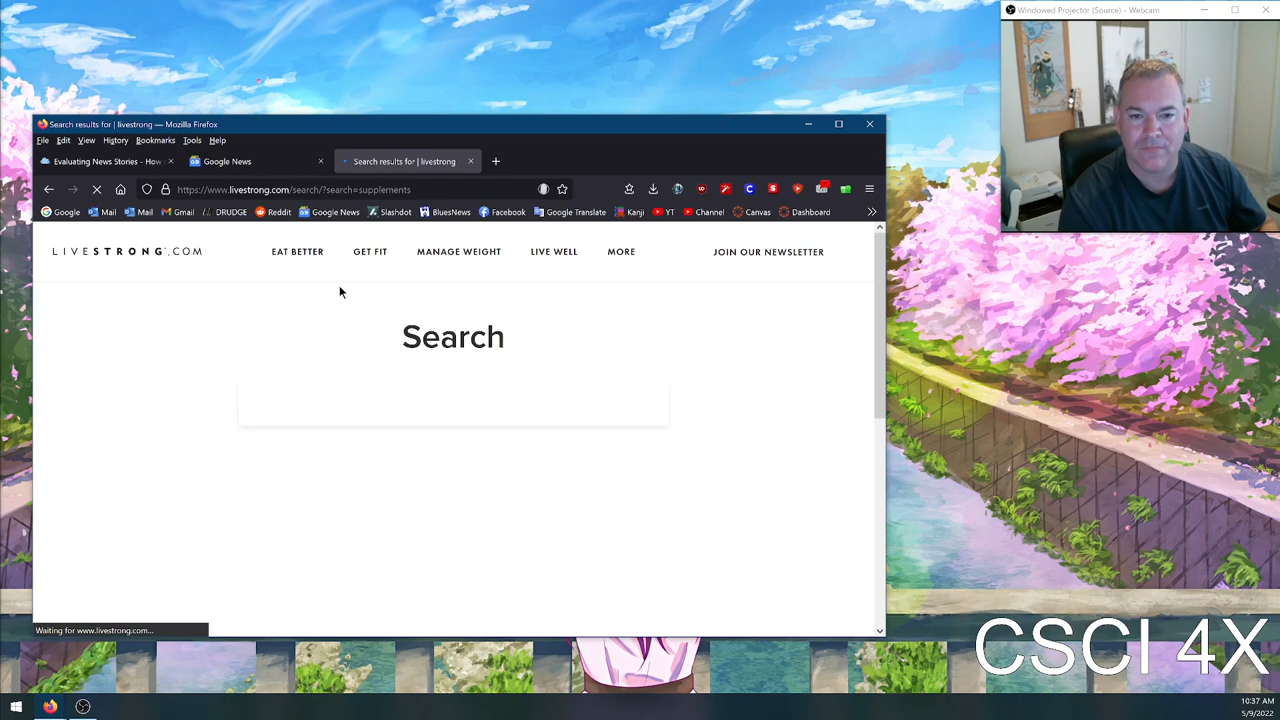 Windowed Projector (Source) - Webcam
Search results for | livestrong — Mozilla Firefox
File Edit View History Bookmarks Tools Help
Evaluating News Stories - How
Google News
Search results for | livestrong
https://www.livestrong.com/search/?search=supplements
Google Mail Mail Gmail DRUDGE Reddit Google News Slashdot BluesNews Facebook Google Translate Kanji YT Channel Canvas Dashboard
LIVESTRONG.COM EAT BETTER GET FIT MANAGE WEIGHT LIVE WELL MORE JOIN OUR NEWSLETTER
Search
Waiting for www.livestrong.com...
CSCI 4X
10:37 AM
5/9/2022